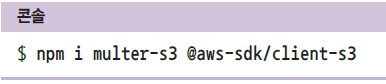 콘솔
$ npm i multer-s3 @aws-sdk/client-s3